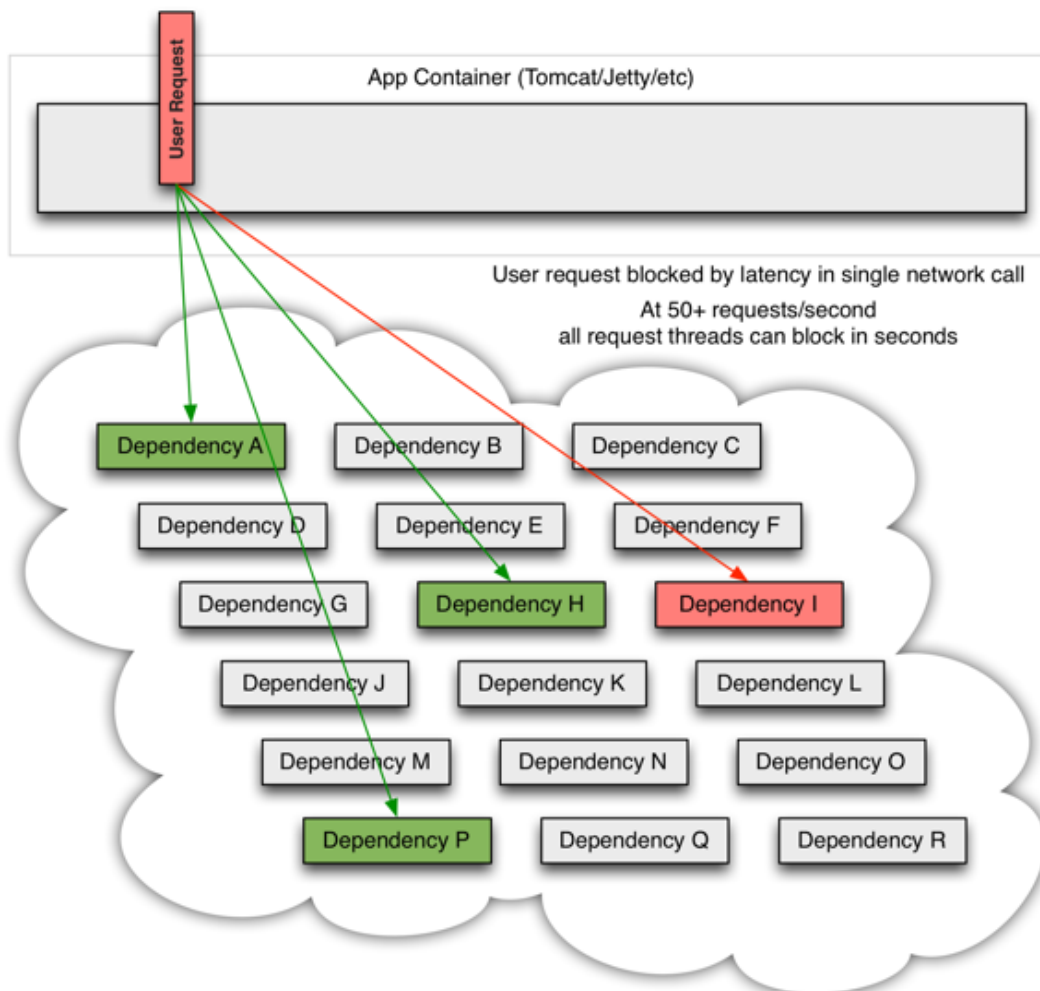 User Request
App Container (Tomcat/Jetty/etc)
User request blocked by latency in single network call
At 50+ requests/second
all request threads can block in seconds
Dependency A
Dependency B
Dependency C
Dependency D
Dependency E
Dependency F
Dependency G
Dependency H
Dependency I
Dependency J
Dependency K
Dependency L
Dependency M
Dependency N
Dependency O
Dependency P
Dependency Q
Dependency R